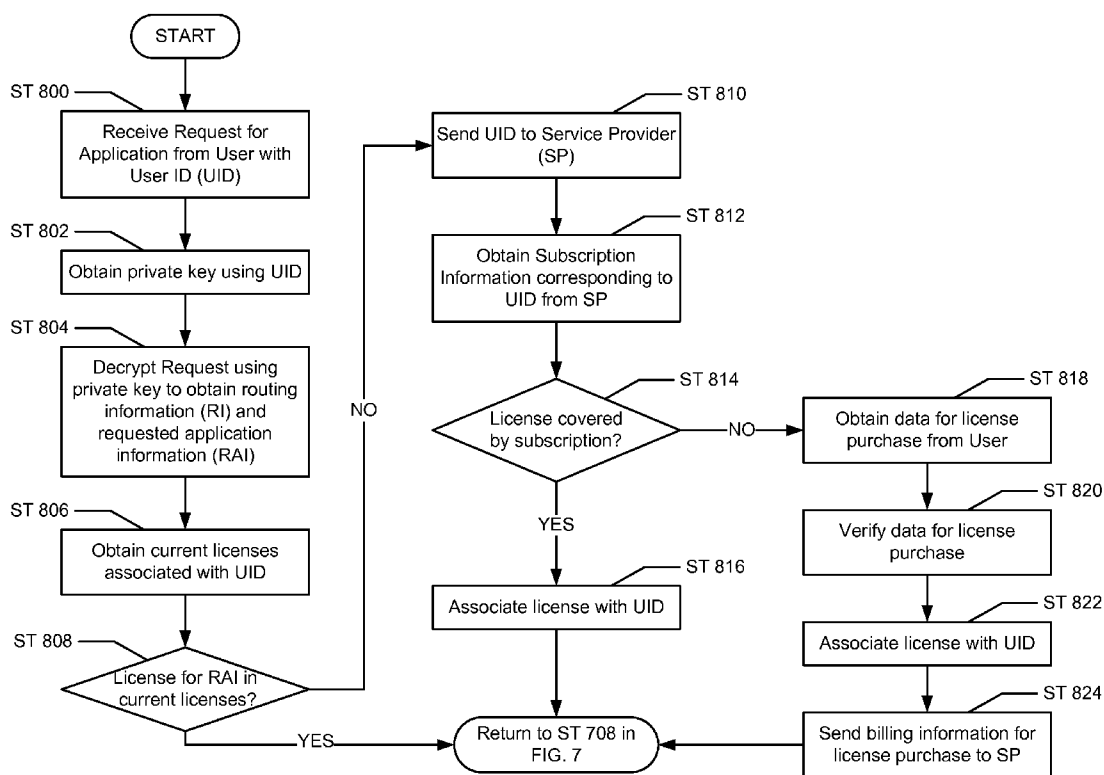 START
ST 800
Receive Request for
Application from User with
User ID (UID)
ST 802
Obtain private key using UID
ST 804
Decrypt Request using
private key to obtain routing
information (RI) and
requested application
information (RAI)
ST 806
Obtain current licenses
associated with UID
ST 808
License for RAI in
current licenses?
YES
NO
ST 810
Send UID to Service Provider
(SP)
ST 812
Obtain Subscription
Information corresponding to
UID from SP
ST 814
License covered
by subscription?
NO
YES
ST 816
Associate license with UID
Return to ST 708 in
FIG. 7
ST 818
Obtain data for license
purchase from User
ST 820
Verify data for license
purchase
ST 822
Associate license with UID
ST 824
Send billing information for
license purchase to SP